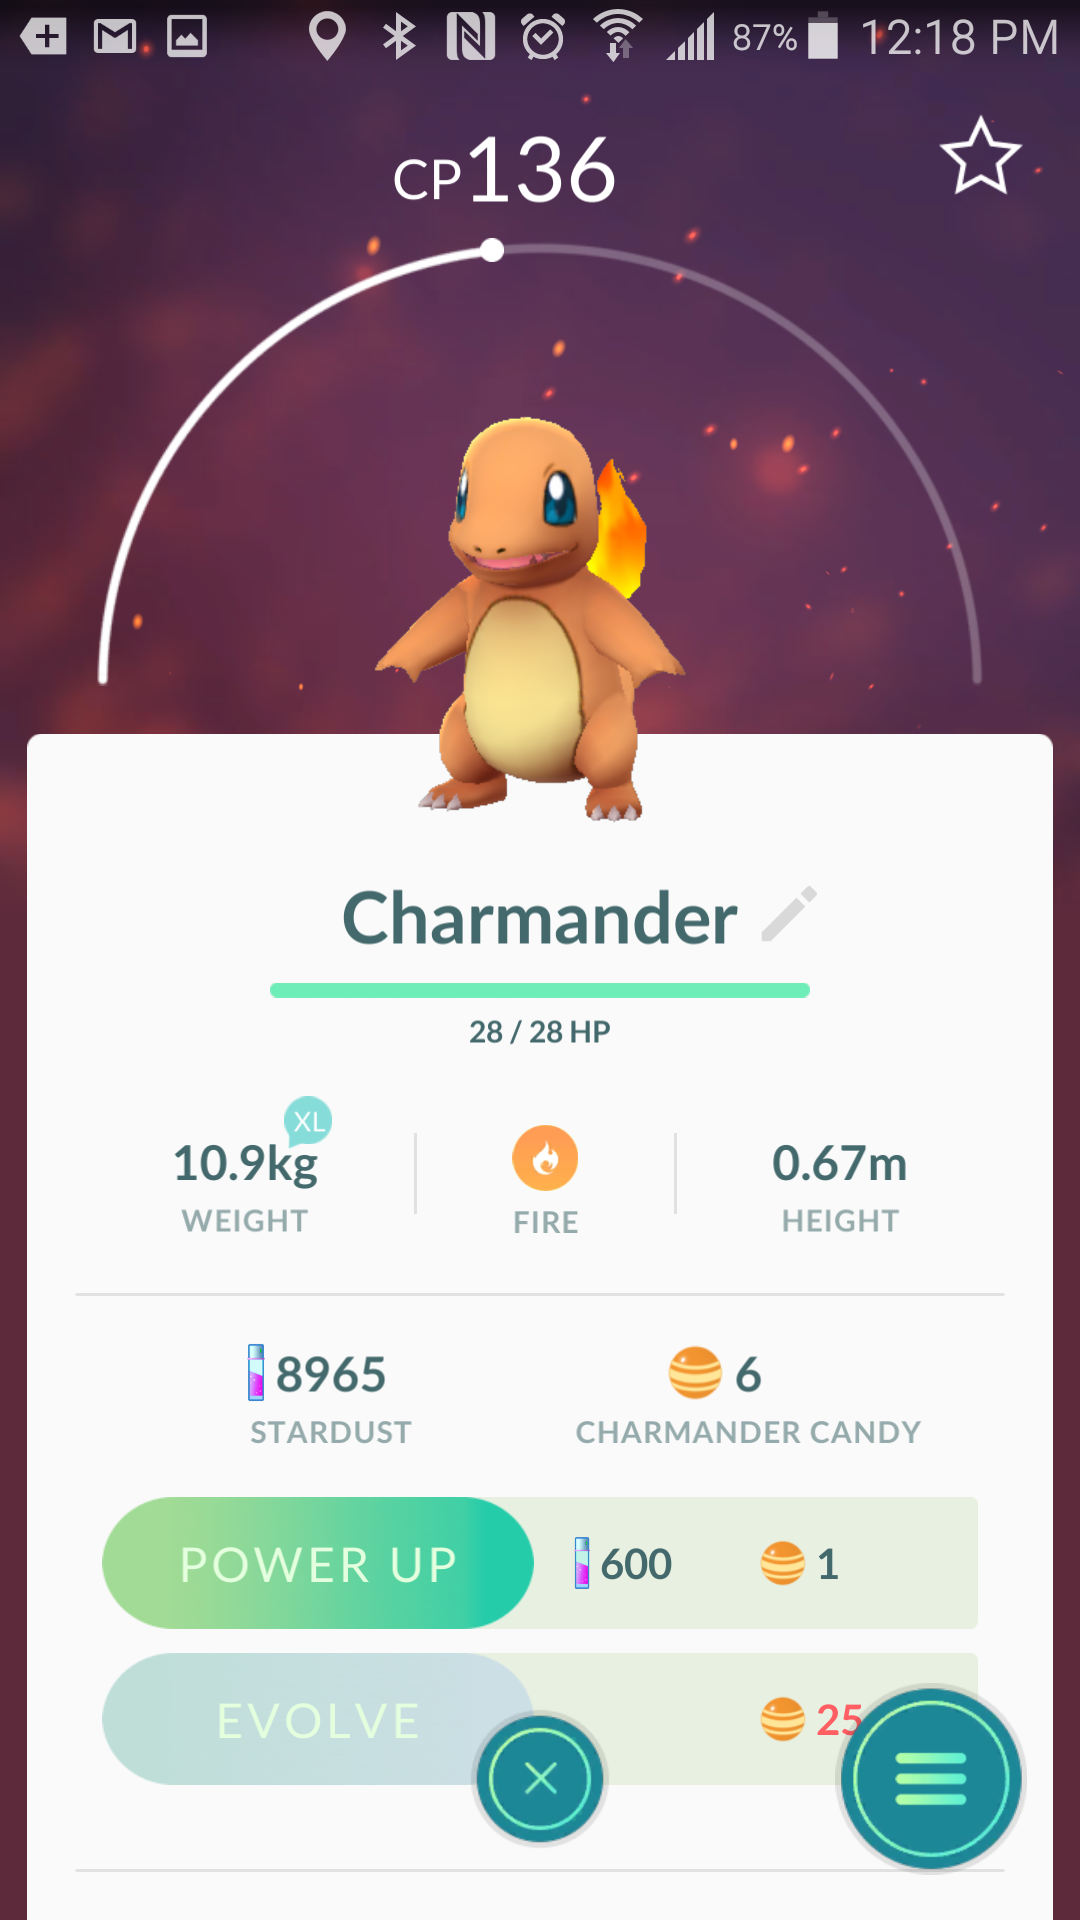 87% 12:18 PM
CP136
Charmander
28 / 28 HP
XL
10.9kg
WEIGHT
FIRE
0.67m
HEIGHT
8965
STARDUST
6
CHARMANDER CANDY
POWER UP 600 1
EVOLVE 25